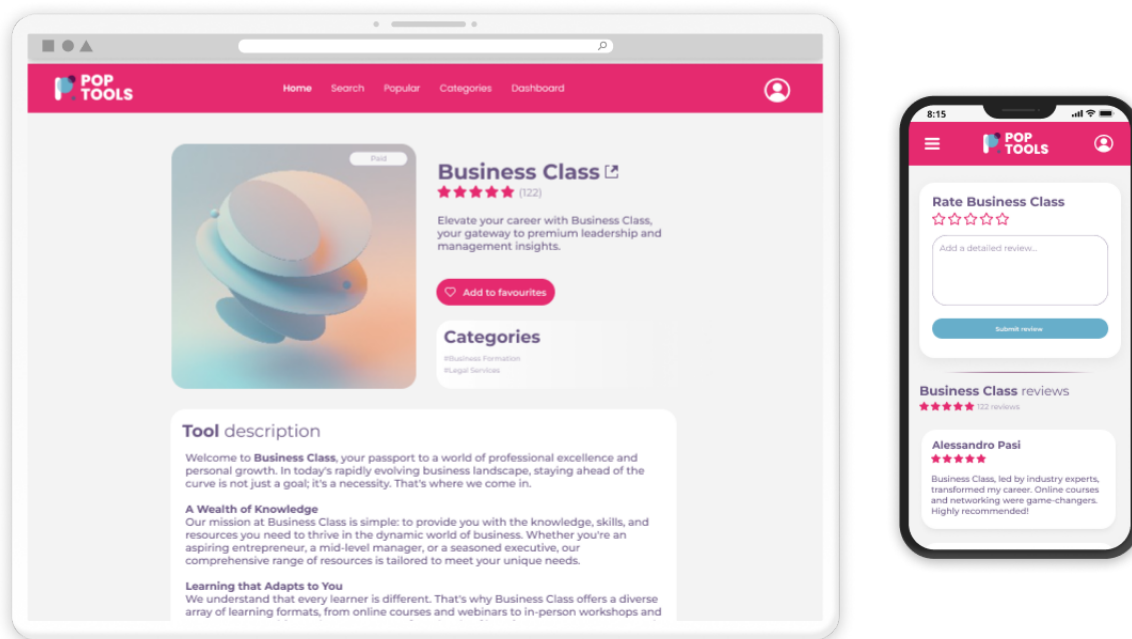 POP
TOOLS
Home Search Popular Categories Dashboard
Paid
Business Class
(122)
Elevate your career with Business Class,
your gateway to premium leadership and
management insights.
Add to favourites
Categories
#Business Formation
#Legal Services
Tool description
Welcome to Business Class, your passport to a world of professional excellence and
personal growth. In today's rapidly evolving business landscape, staying ahead of the
curve is not just a goal; it's a necessity. That's where we come in.
A Wealth of Knowledge
Our mission at Business Class is simple: to provide you with the knowledge, skills, and
resources you need to thrive in the dynamic world of business. Whether you're an
aspiring entrepreneur, a mid-level manager, or a seasoned executive, our
comprehensive range of resources is tailored to meet your unique needs.
Learning that Adapts to You
We understand that every learner is different. That's why Business Class offers a diverse
array of learning formats, from online courses and webinars to in-person workshops and
8:15
POP
TOOLS
Rate Business Class
Add a detailed review...
Submit review
Business Class reviews
122 reviews
Alessandro Pasi
Business Class, led by industry experts,
transformed my career. Online courses
and networking were game-changers.
Highly recommended!